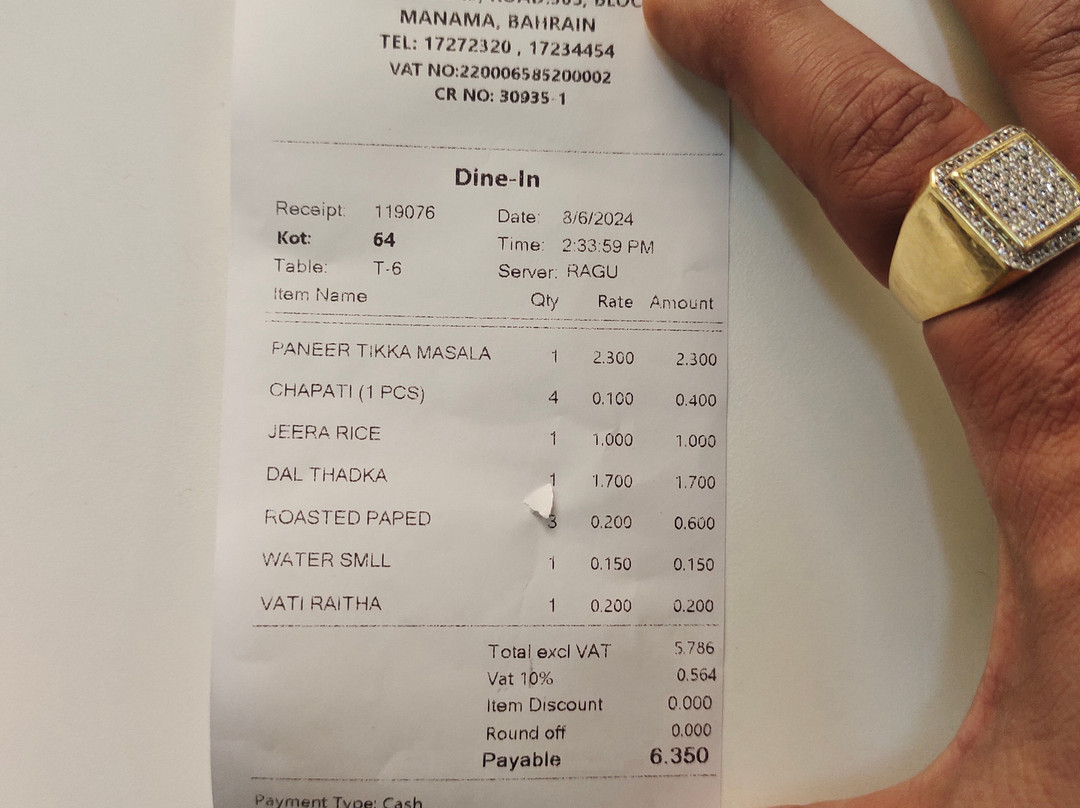 MANAMA, BAHRAIN
TEL: 17272320 , 17234454
VAT NO:220006585200002
CR NO: 30935-1
Dine-In
Receipt: 119076 Date: 3/6/2024
Kot: 64 Time: 2:33:59 PM
Table: T-6 Server: RAGU
Item Name Qty Rate Amount
PANEER TIKKA MASALA 1 2.300 2.300
CHAPATI (1 PCS) 4 0.100 0.400
JEERA RICE 1 1.000 1.000
DAL THADKA 1 1.700 1.700
ROASTED PAPED 3 0.200 0.600
WATER SMLL 1 0.150 0.150
VATI RAITHA 1 0.200 0.200
Total excl VAT 5.786
Vat 10% 0.564
Item Discount 0.000
Round off 0.000
Payable 6.350
Payment Type: Cash